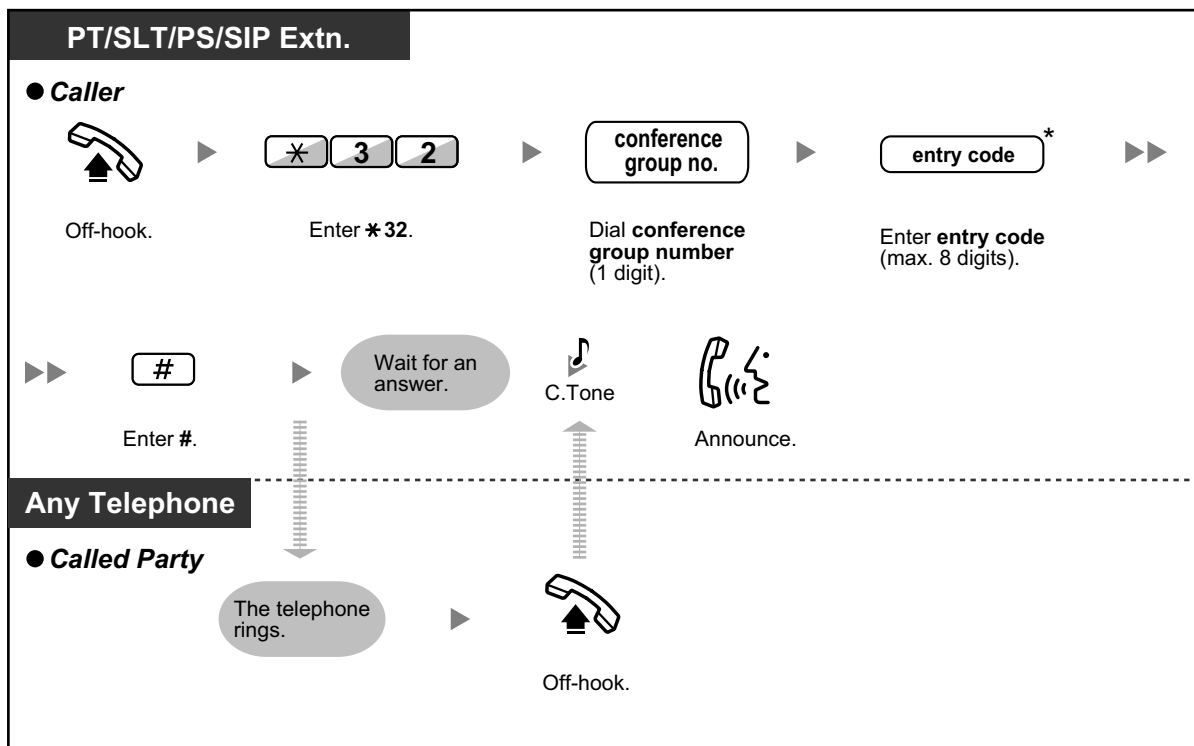 PT/SLT/PS/SIP Extn.
● Caller
* 3 2
conference
group no.
entry code *
Off-hook.
Enter *32.
Dial conference
group number
(1 digit).
Enter entry code
(max. 8 digits).
#
Wait for an
answer.
C.Tone
Enter #.
Announce.
Any Telephone
● Called Party
The telephone
rings.
Off-hook.